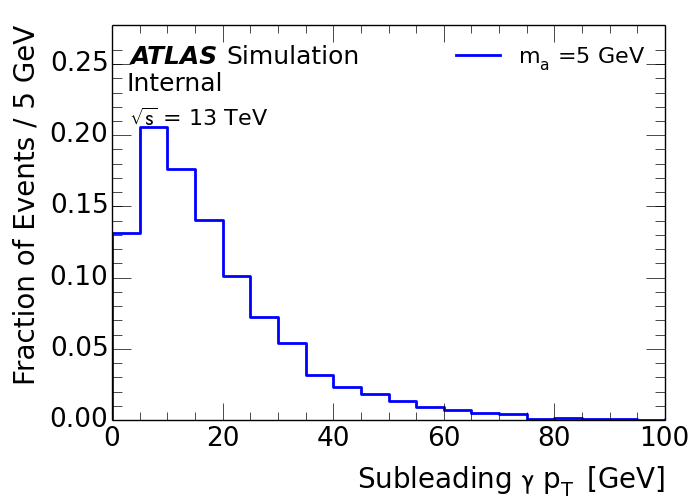 ATLAS Simulation
Internal
√s = 13 TeV
mₐ =5 GeV
Fraction of Events / 5 GeV
0.25
0.20
0.15
0.10
0.05
0.00
0 20 40 60 80 100
Subleading γ p_T [GeV]